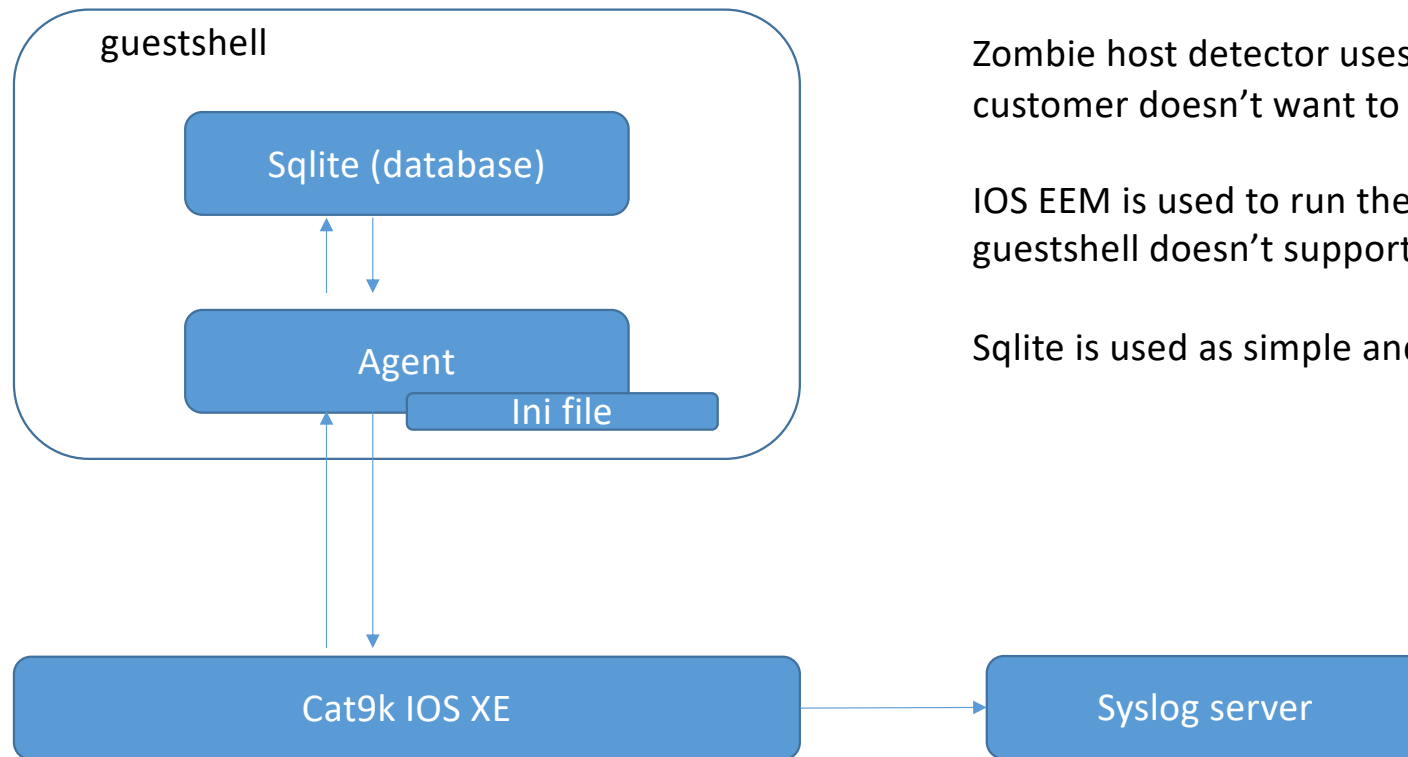 guestshell
Sqlite (database)
Agent
Ini file
Cat9k IOS XE
Syslog server
Zombie host detector uses
customer doesn’t want to
IOS EEM is used to run the
guestshell doesn’t support
Sqlite is used as simple and